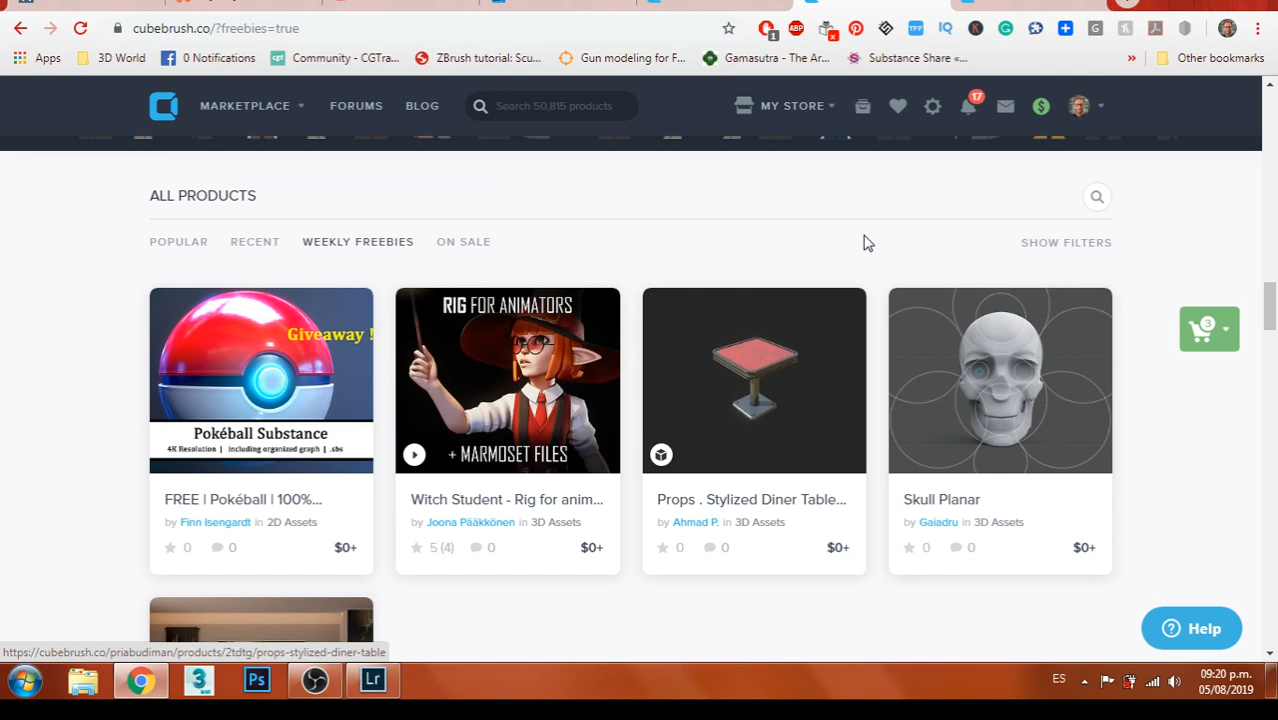 cubebrush.co/?freebies=true
Apps
3D World
0 Notifications
Community - CGTra...
ZBrush tutorial: Scu...
Gun modeling for F...
Gamasutra - The Ar...
Substance Share «...
»
Other bookmarks
MARKETPLACE
FORUMS
BLOG
Search 50,815 products
MY STORE
17
ALL PRODUCTS
POPULAR
RECENT
WEEKLY FREEBIES
ON SALE
SHOW FILTERS
Giveaway !
Pokéball Substance
4K Resolution | including organized graph | .sbs
FREE | Pokéball | 100%...
by Finn Isengardt in 2D Assets
0 0 $0+
RIG FOR ANIMATORS
+ MARMOSET FILES
Witch Student - Rig for anim...
by Joona Pääkkönen in 3D Assets
5 (4) 0 $0+
Props . Stylized Diner Table...
by Ahmad P. in 3D Assets
0 0 $0+
Skull Planar
by Gaiadru in 3D Assets
0 0 $0+
3
Help
https://cubebrush.co/priabudiman/products/2tdtg/props-stylized-diner-table
Ps
Lr
ES
09:20 p.m.
05/08/2019